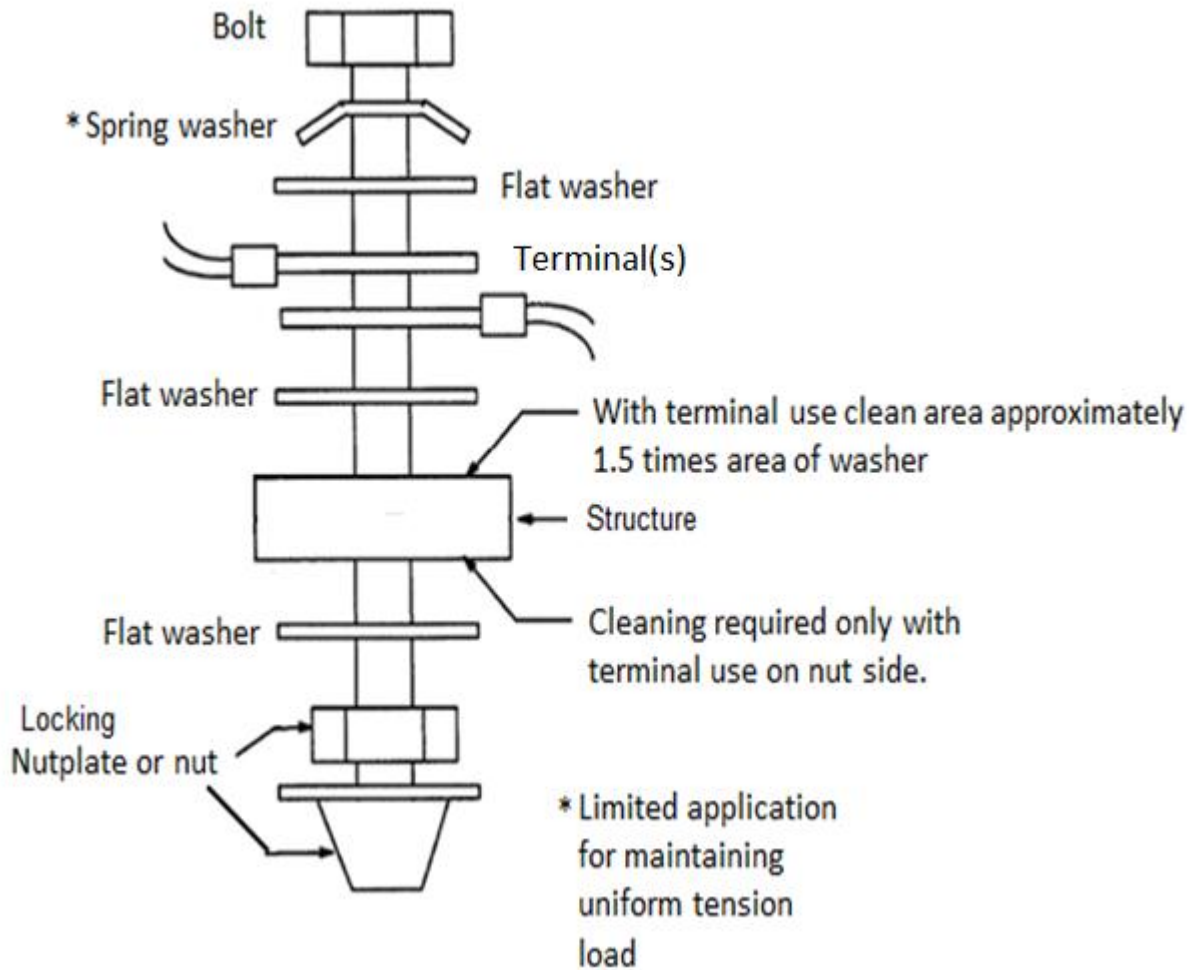 Bolt
* Spring washer
Flat washer
Terminal(s)
Flat washer
With terminal use clean area approximately
1.5 times area of washer
Structure
Flat washer
Cleaning required only with
terminal use on nut side.
Locking
Nutplate or nut
* Limited application
for maintaining
uniform tension
load